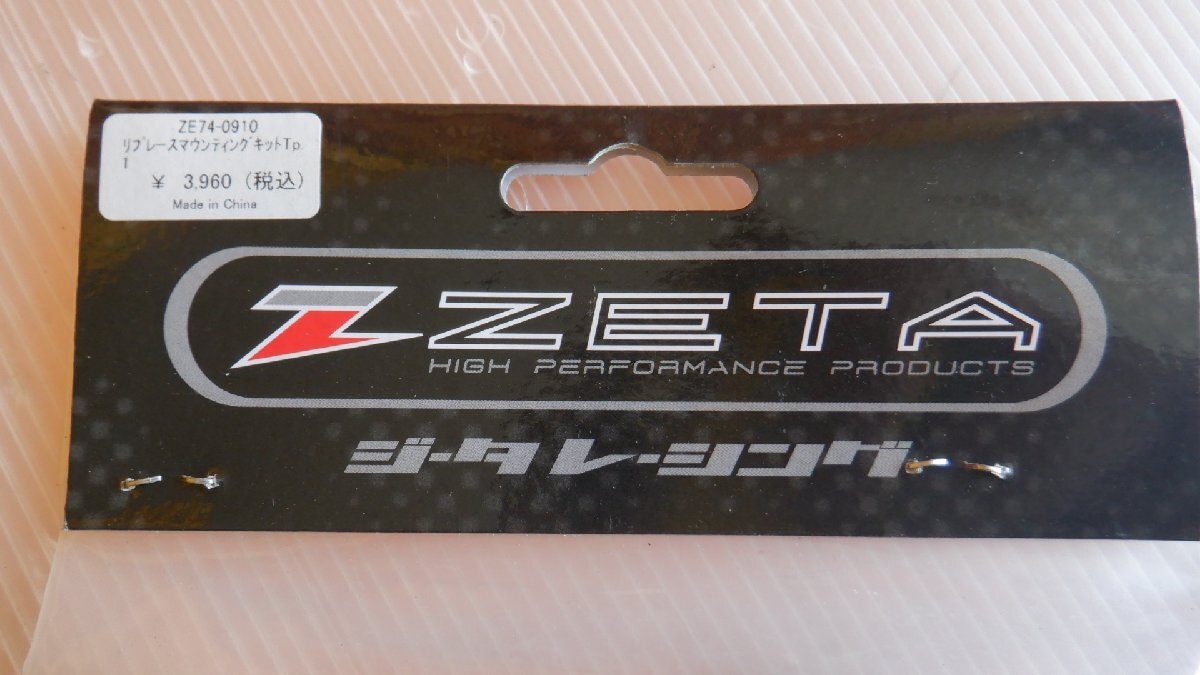 ZE74-0910
ﾘﾌﾟﾚｰｽﾏｳﾝﾃｨﾝｸﾞｷｯﾄTp.
1
¥ 3,960 (税込)
Made in China
ZETA
HIGH PERFORMANCE PRODUCTS
ジータレーシング